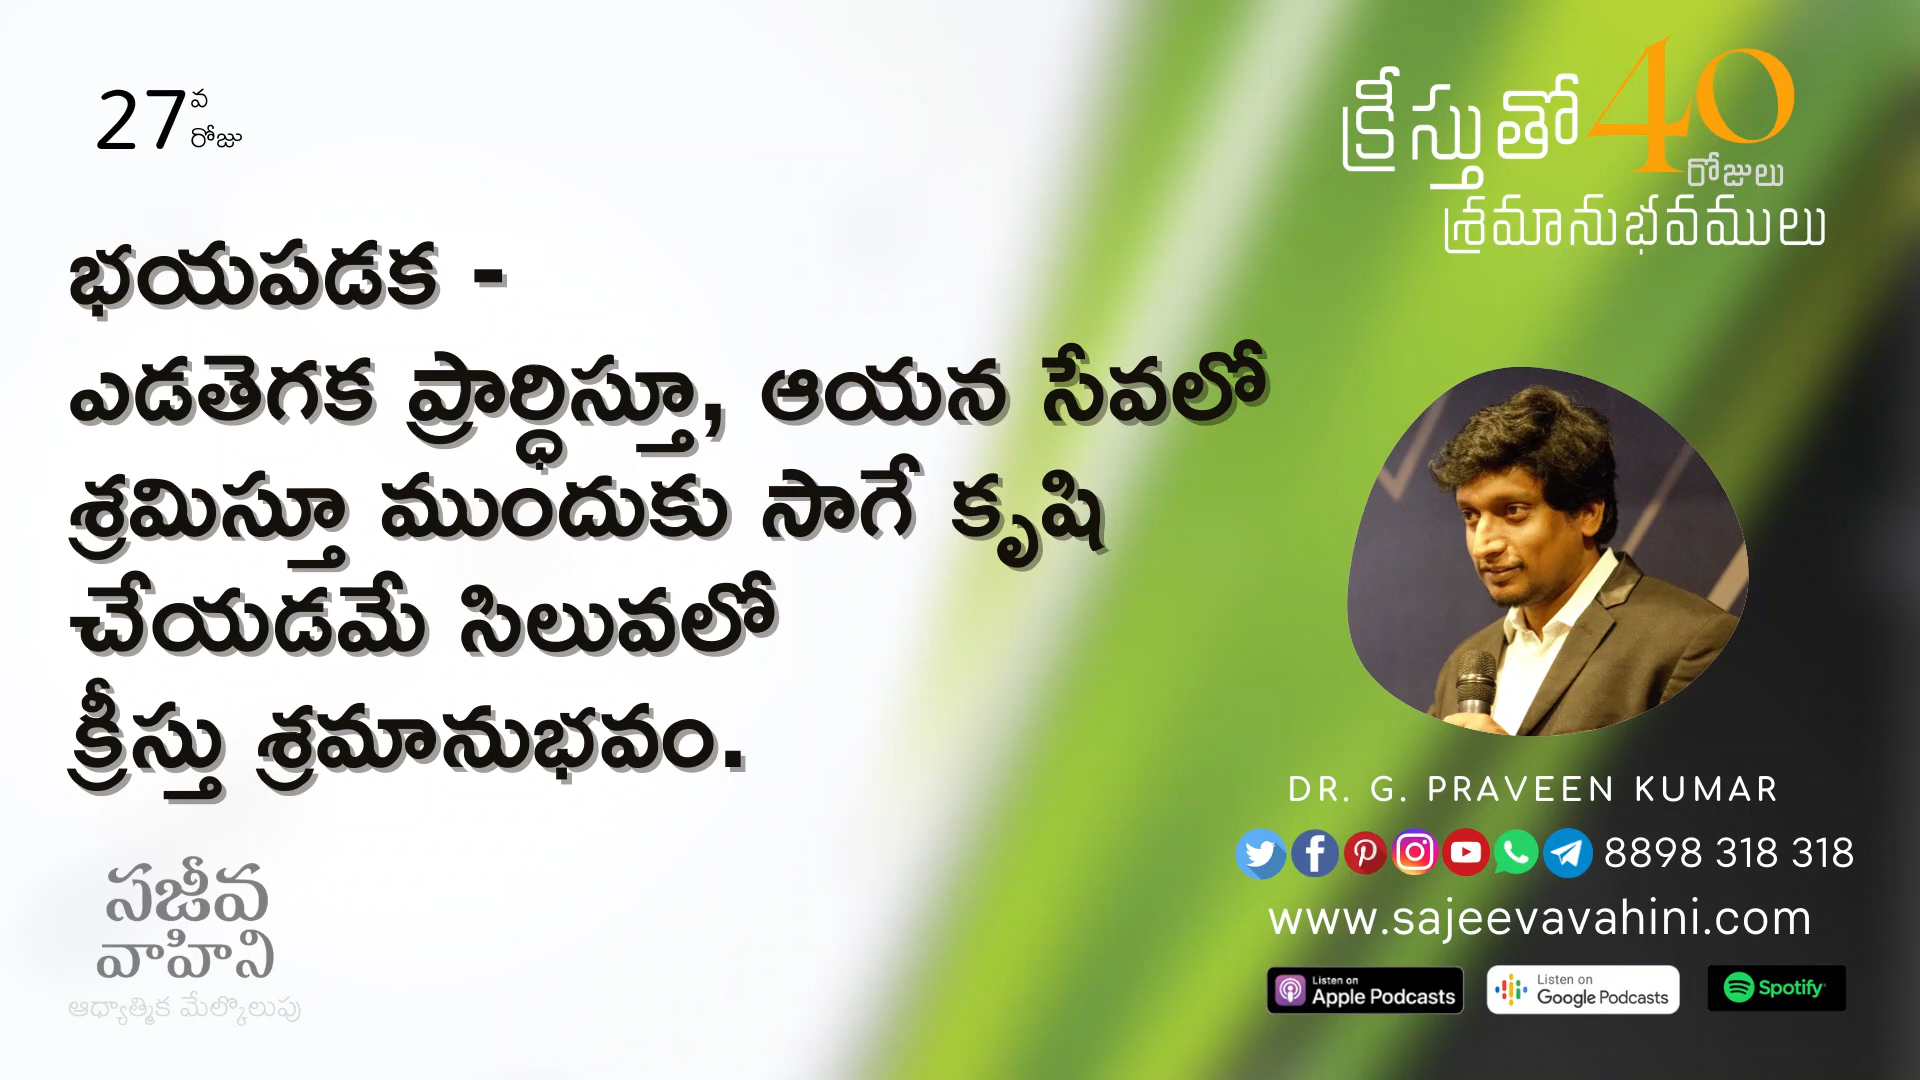 27వ
రోజు
క్రీస్తుతో 40
రోజులు
శ్రమానుభవములు
భయపడక -
ఎడతెగక ప్రార్ధిస్తూ, ఆయన సేవలో
శ్రమిస్తూ ముందుకు సాగే కృషి
చేయడమే సిలువలో
క్రీస్తు శ్రమానుభవం.
DR. G. PRAVEEN KUMAR
8898 318 318
www.sajeevavahini.com
Listen on
Apple Podcasts
Listen on
Google Podcasts
Spotify
సజీవ
వాహిని
ఆధ్యాత్మిక మేల్కొలుపు